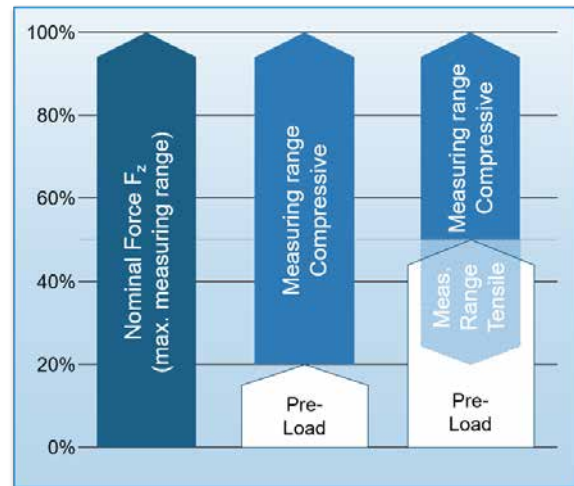 100%
80%
60%
40%
20%
0%
Nominal Force Fz
(max. measuring range)
Measuring range
Compressive
Pre-
Load
Measuring range
Compressive
Meas,
Range
Tensile
Pre-
Load